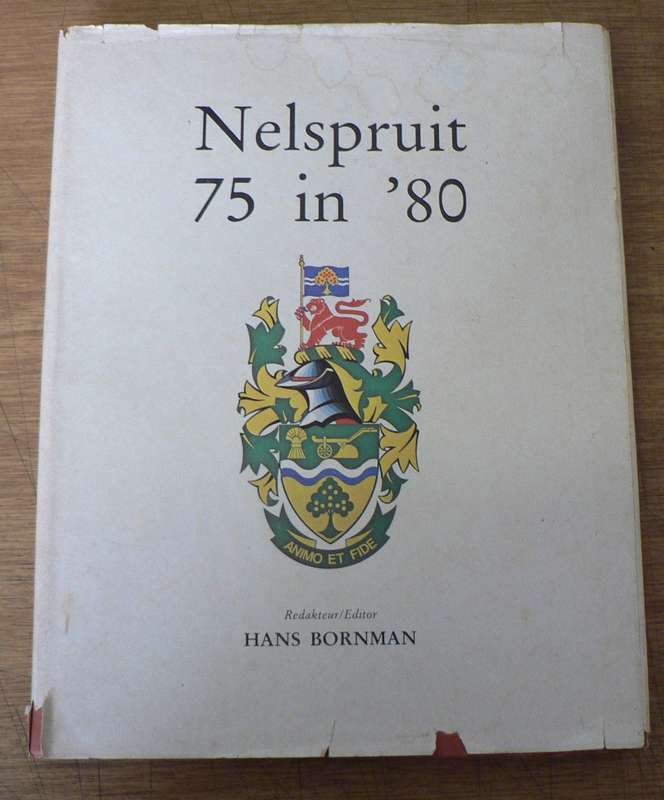 Nelspruit
75 in ’80
ANIMO ET FIDE
Redakteur/Editor
HANS BORNMAN